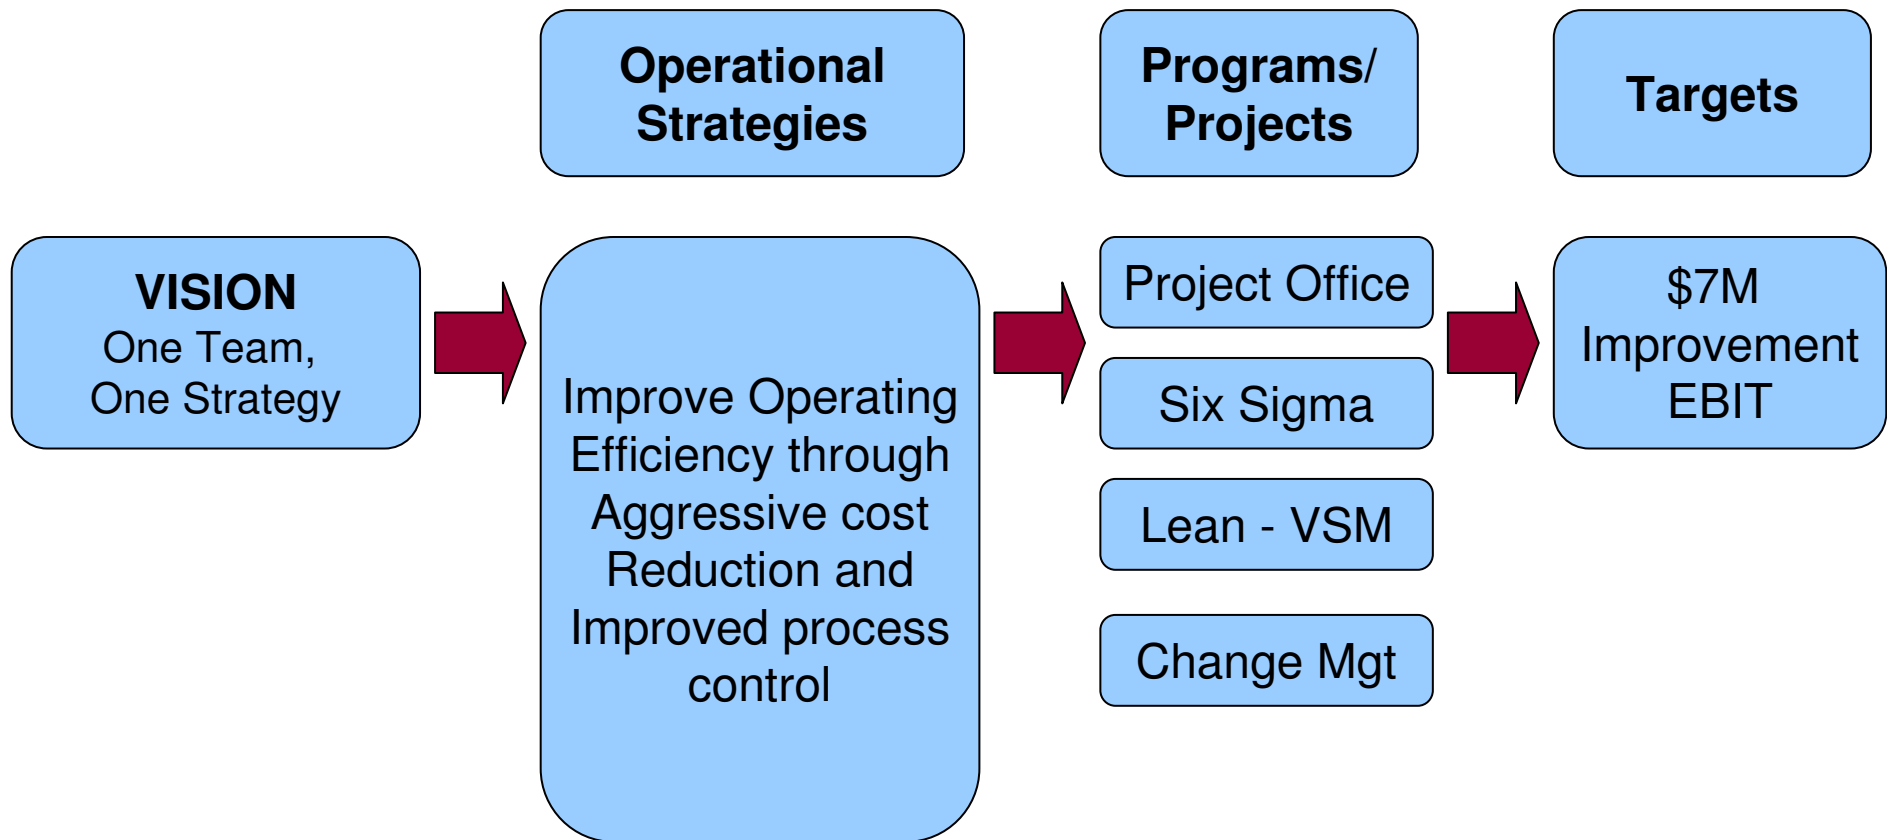 Operational
Strategies
Programs/
Projects
Targets
VISION
One Team,
One Strategy
Improve Operating
Efficiency through
Aggressive cost
Reduction and
Improved process
control
Project Office
Six Sigma
Lean - VSM
Change Mgt
$7M
Improvement
EBIT